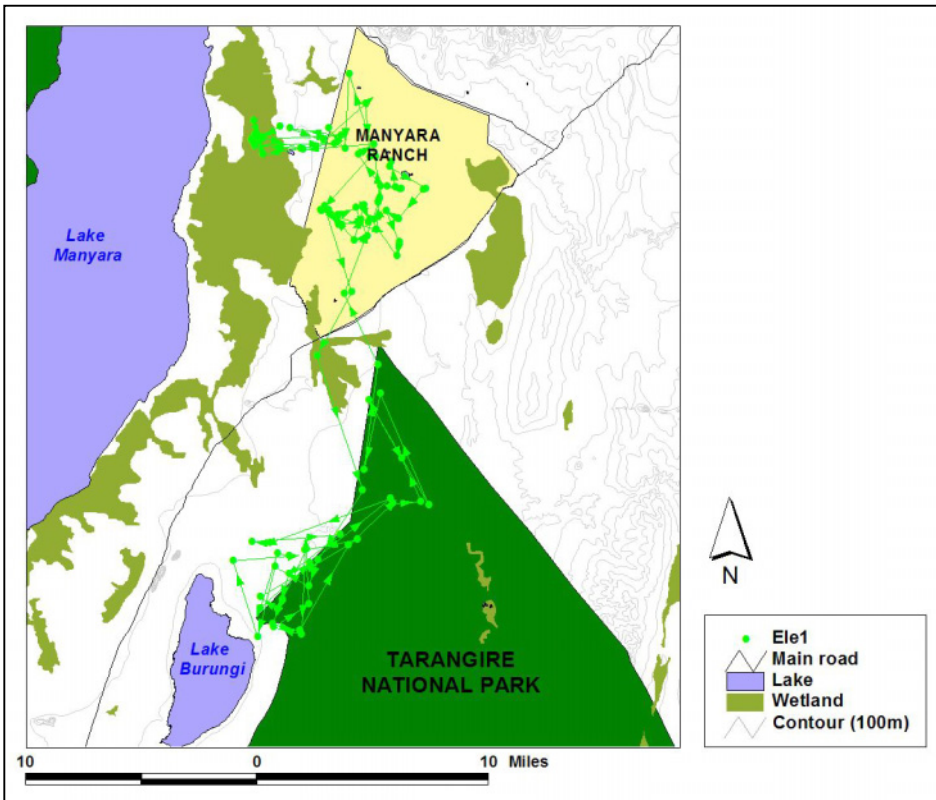 MANYARA
RANCH
Lake
Manyara
Lake
Burungi
TARANGIRE
NATIONAL PARK
N
Ele1
Main road
Lake
Wetland
Contour (100m)
10 0 10 Miles